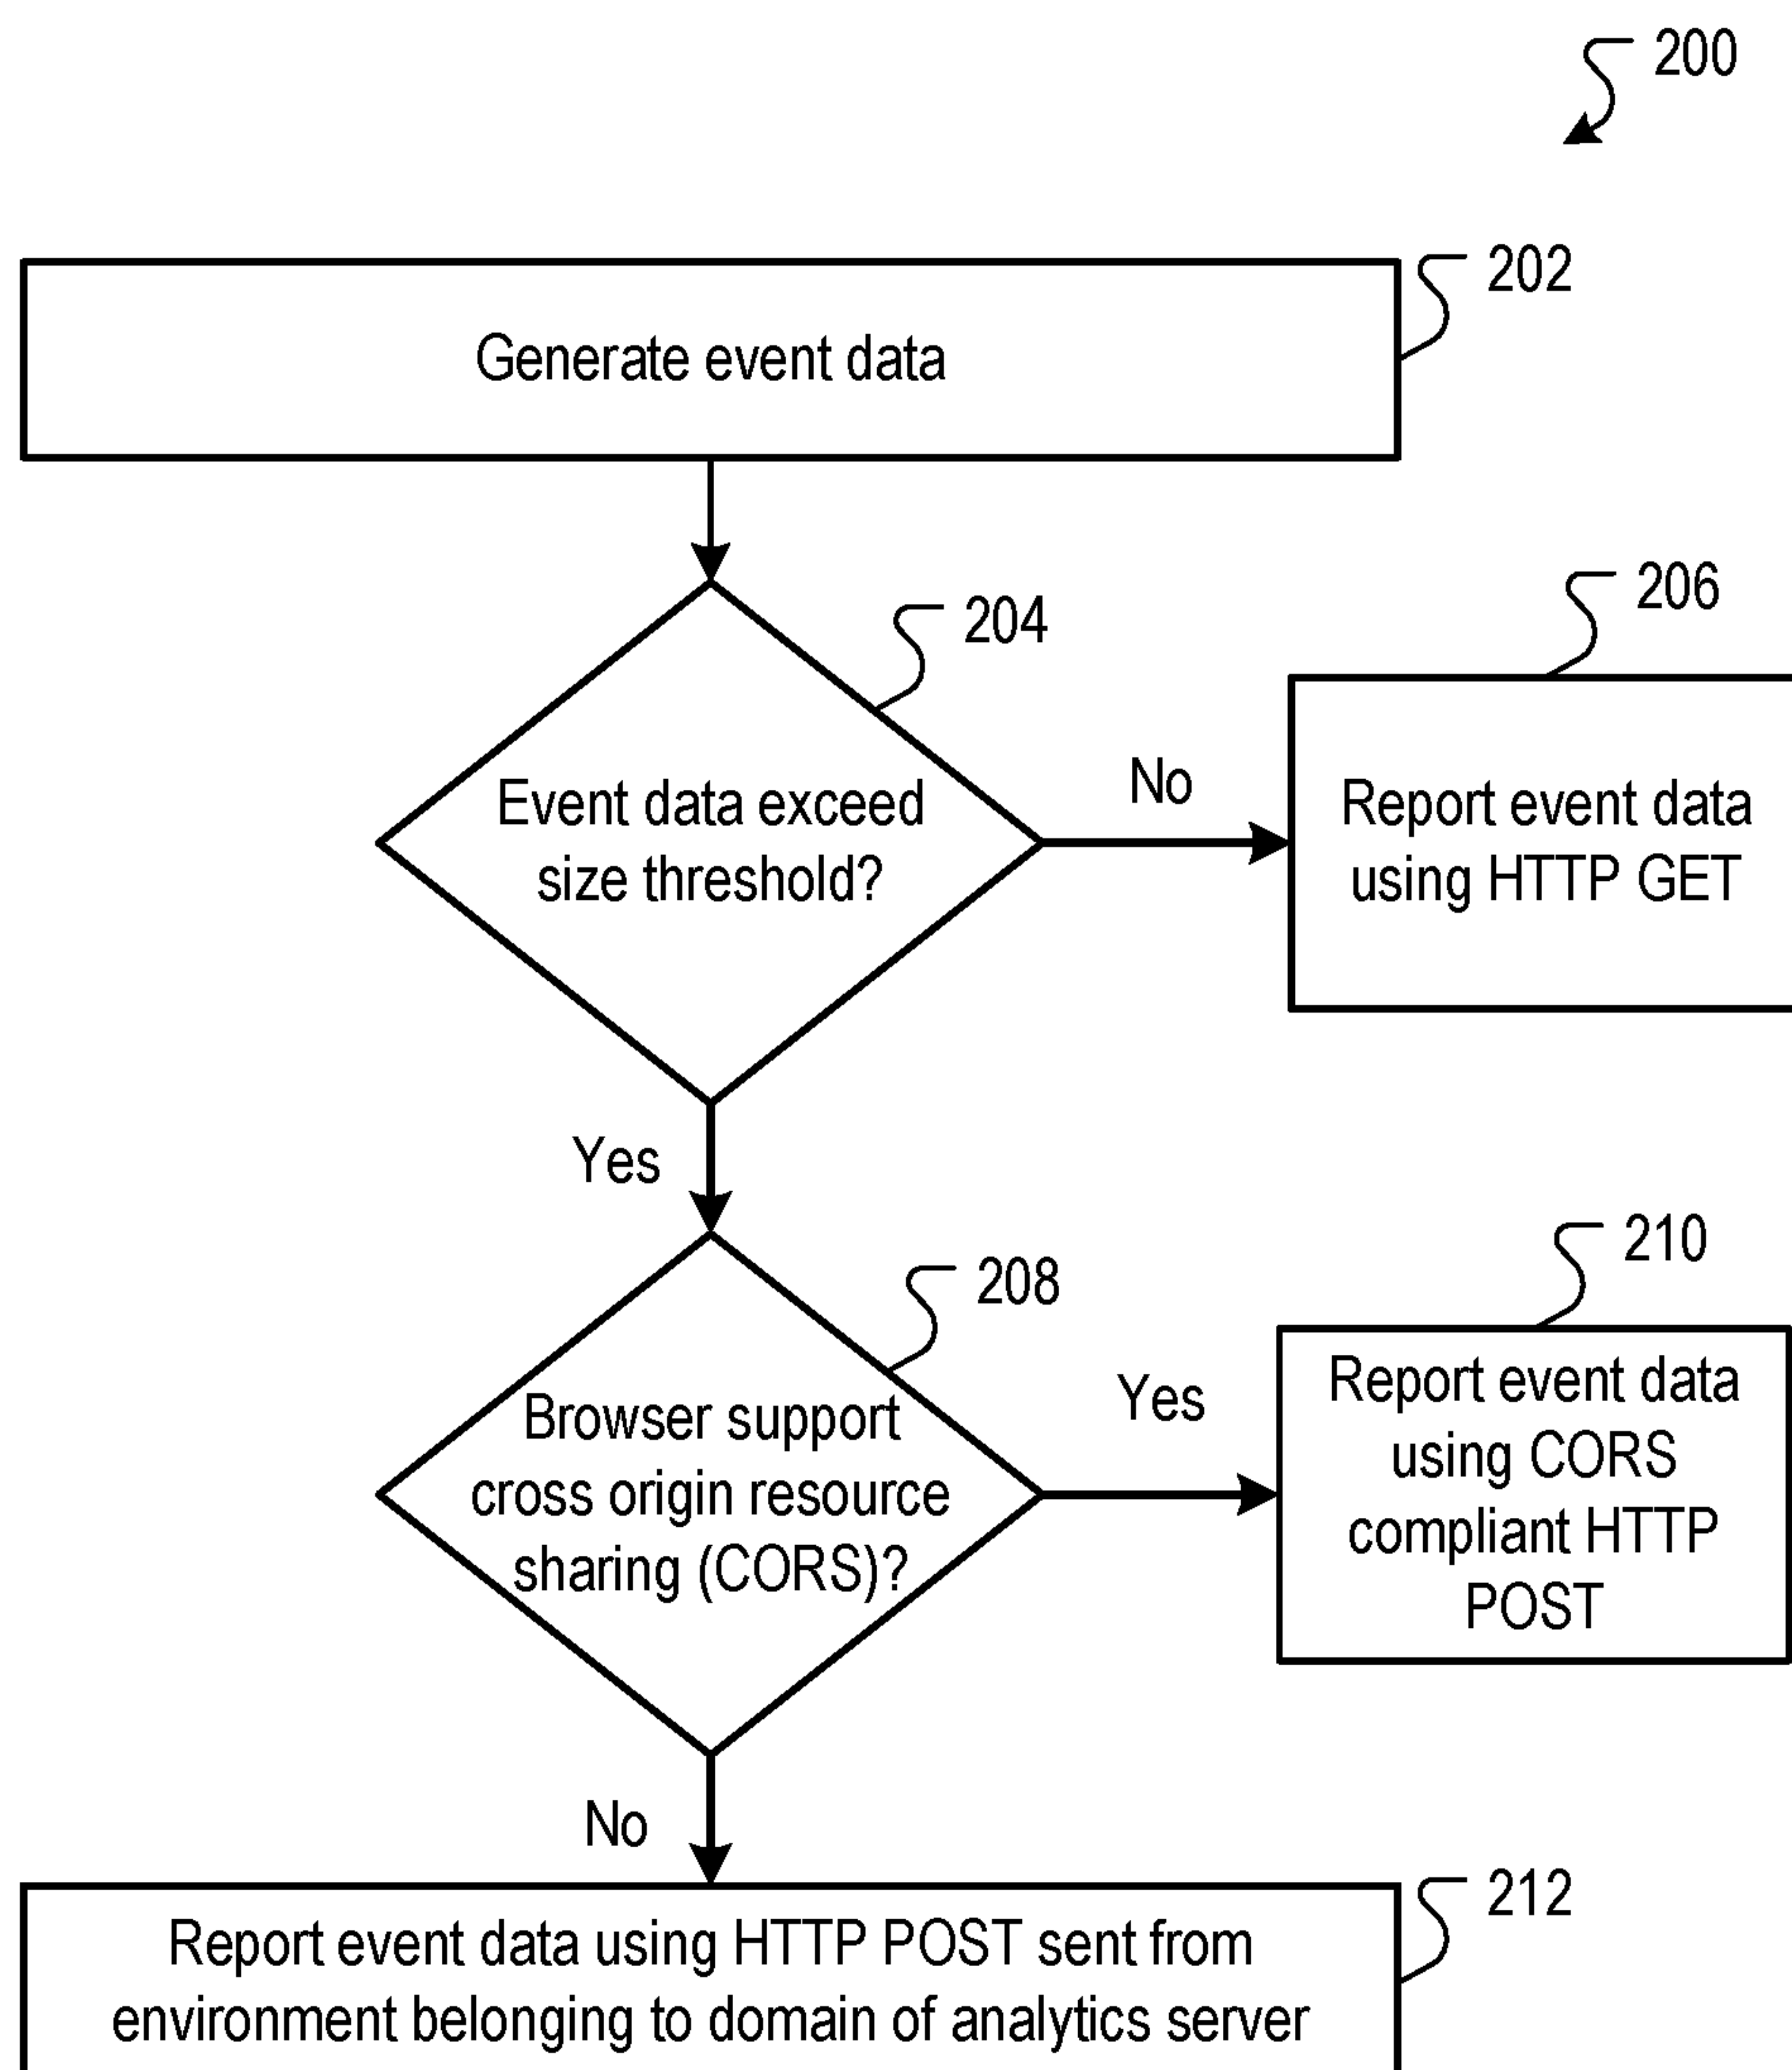 200
202
Generate event data
204
206
Event data exceed
size threshold?
No
Report event data
using HTTP GET
Yes
208
210
Browser support
cross origin resource
sharing (CORS)?
Yes
Report event data
using CORS
compliant HTTP
POST
No
212
Report event data using HTTP POST sent from
environment belonging to domain of analytics server